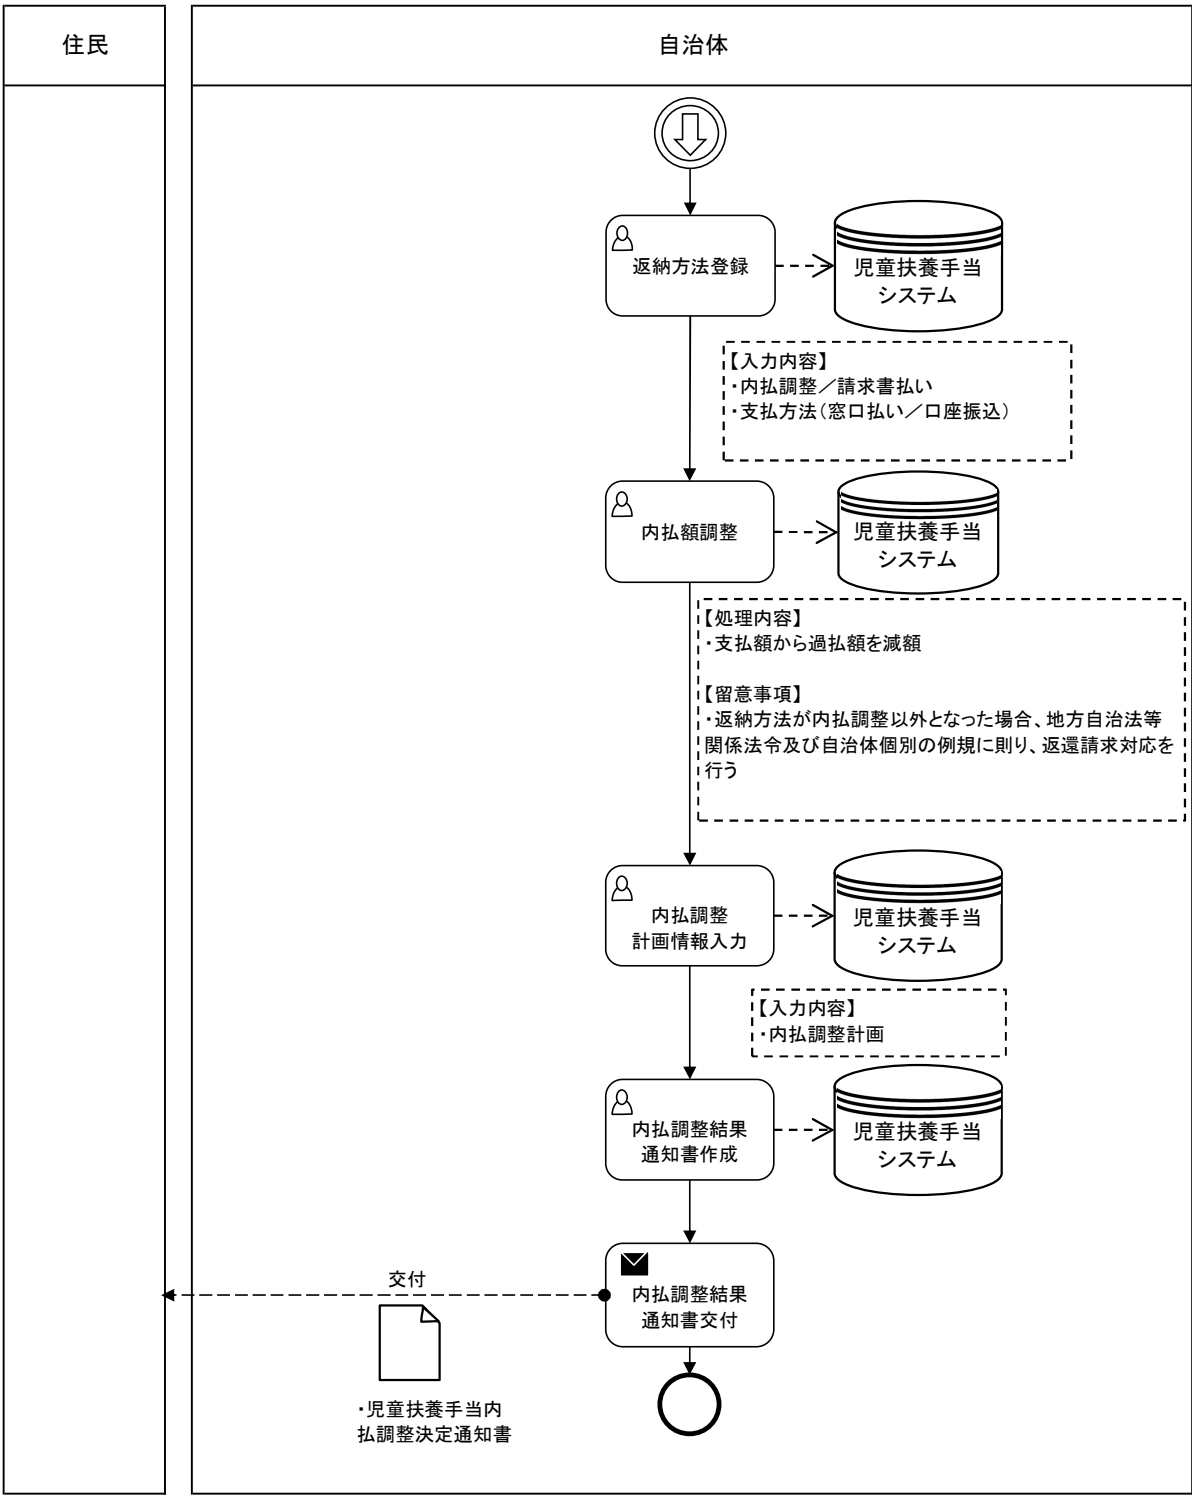 住民
自治体
返納方法登録
児童扶養手当
システム
【入力内容】
・内払調整／請求書払い
・支払方法（窓口払い／口座振込）
内払額調整
児童扶養手当
システム
【処理内容】
・支払額から過払額を減額
【留意事項】
・返納方法が内払調整以外となった場合、地方自治法等
関係法令及び自治体個別の例規に則り、返還請求対応を
行う
内払調整
計画情報入力
児童扶養手当
システム
【入力内容】
・内払調整計画
内払調整結果
通知書作成
児童扶養手当
システム
内払調整結果
通知書交付
交付
・児童扶養手当内
払調整決定通知書